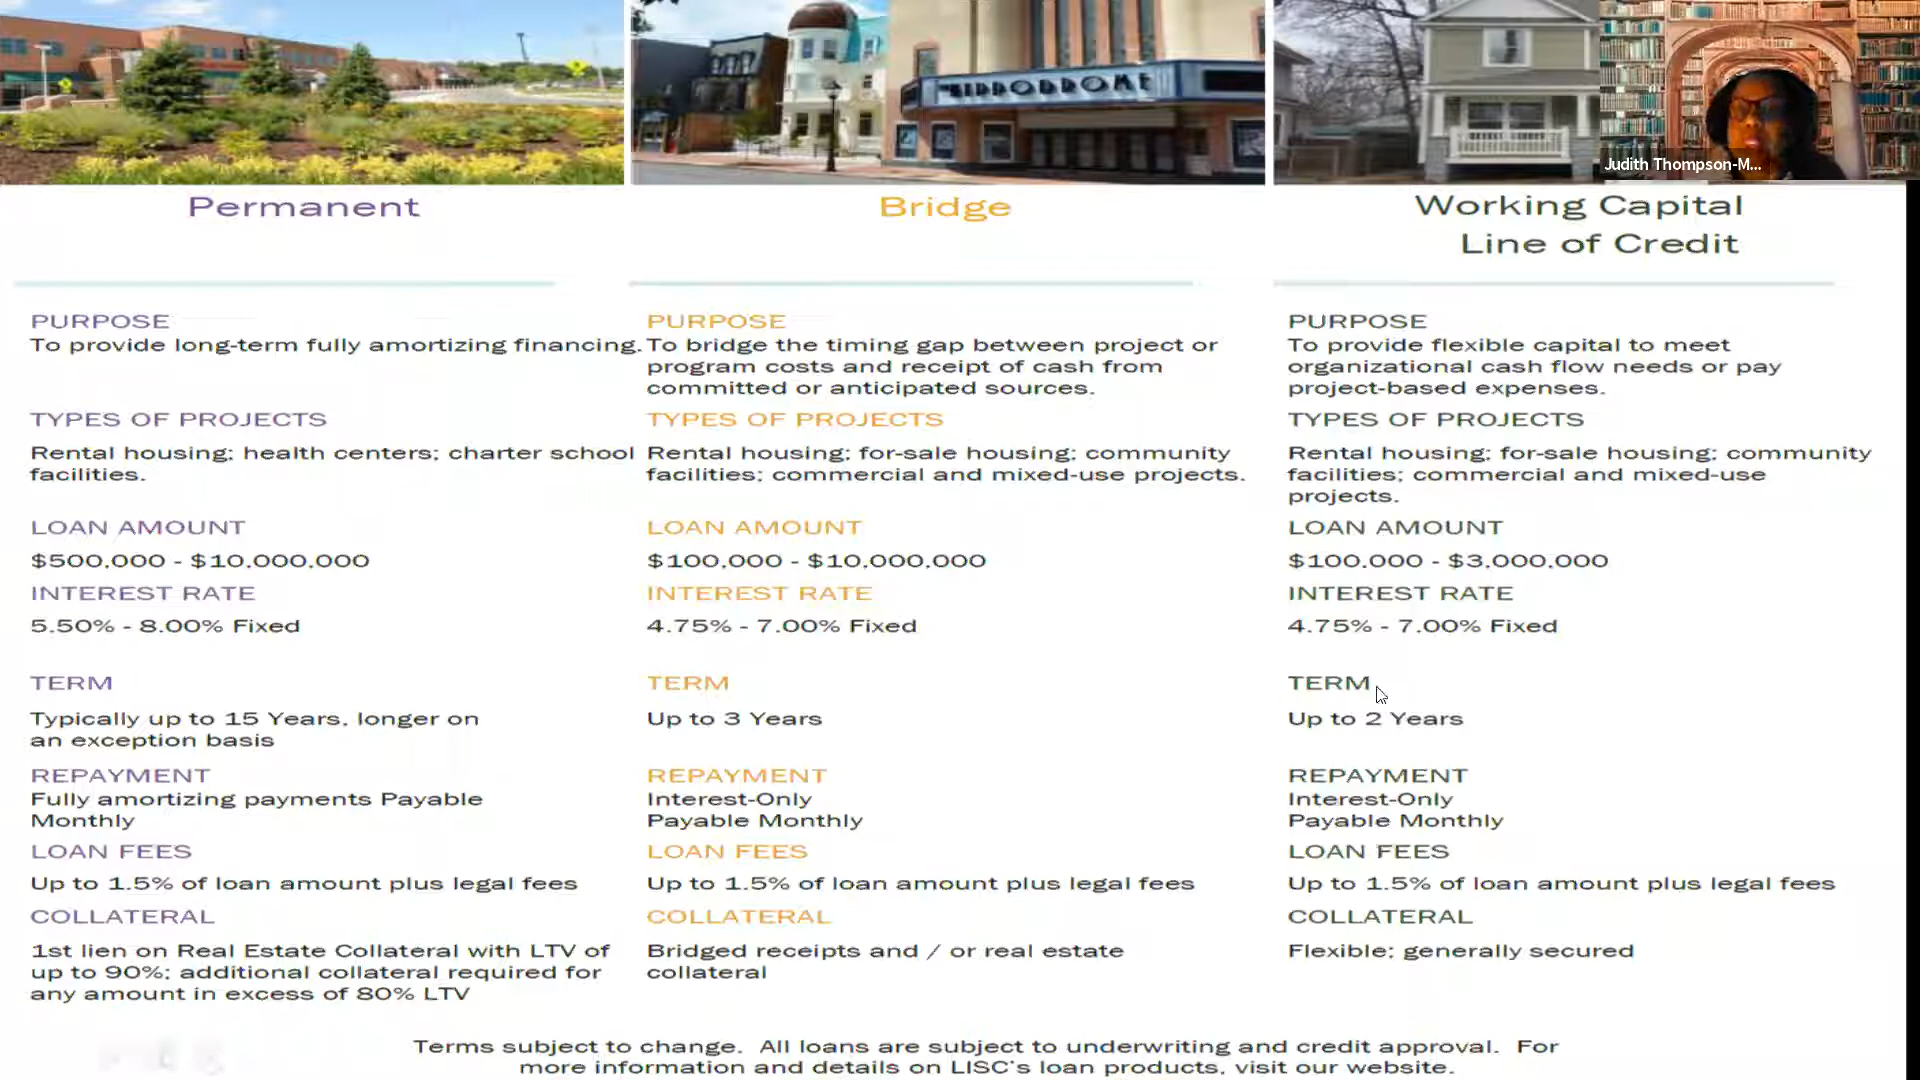 HIPPODROME
Judith Thompson-M...
Permanent
PURPOSE
To provide long-term fully amortizing financing.
TYPES OF PROJECTS
Rental housing; health centers; charter school
facilities.
LOAN AMOUNT
$500,000 - $10,000,000
INTEREST RATE
5.50% - 8.00% Fixed
TERM
Typically up to 15 Years, longer on
an exception basis
REPAYMENT
Fully amortizing payments Payable
Monthly
LOAN FEES
Up to 1.5% of loan amount plus legal fees
COLLATERAL
1st lien on Real Estate Collateral with LTV of
up to 90%; additional collateral required for
any amount in excess of 80% LTV
Bridge
PURPOSE
To bridge the timing gap between project or
program costs and receipt of cash from
committed or anticipated sources.
TYPES OF PROJECTS
Rental housing; for-sale housing; community
facilities; commercial and mixed-use projects.
LOAN AMOUNT
$100,000 - $10,000,000
INTEREST RATE
4.75% - 7.00% Fixed
TERM
Up to 3 Years
REPAYMENT
Interest-Only
Payable Monthly
LOAN FEES
Up to 1.5% of loan amount plus legal fees
COLLATERAL
Bridged receipts and / or real estate
collateral
Working Capital
Line of Credit
PURPOSE
To provide flexible capital to meet
organizational cash flow needs or pay
project-based expenses.
TYPES OF PROJECTS
Rental housing; for-sale housing; community
facilities; commercial and mixed-use
projects.
LOAN AMOUNT
$100,000 - $3,000,000
INTEREST RATE
4.75% - 7.00% Fixed
TERM
Up to 2 Years
REPAYMENT
Interest-Only
Payable Monthly
LOAN FEES
Up to 1.5% of loan amount plus legal fees
COLLATERAL
Flexible; generally secured
Terms subject to change. All loans are subject to underwriting and credit approval. For
more information and details on LISC's loan products, visit our website.